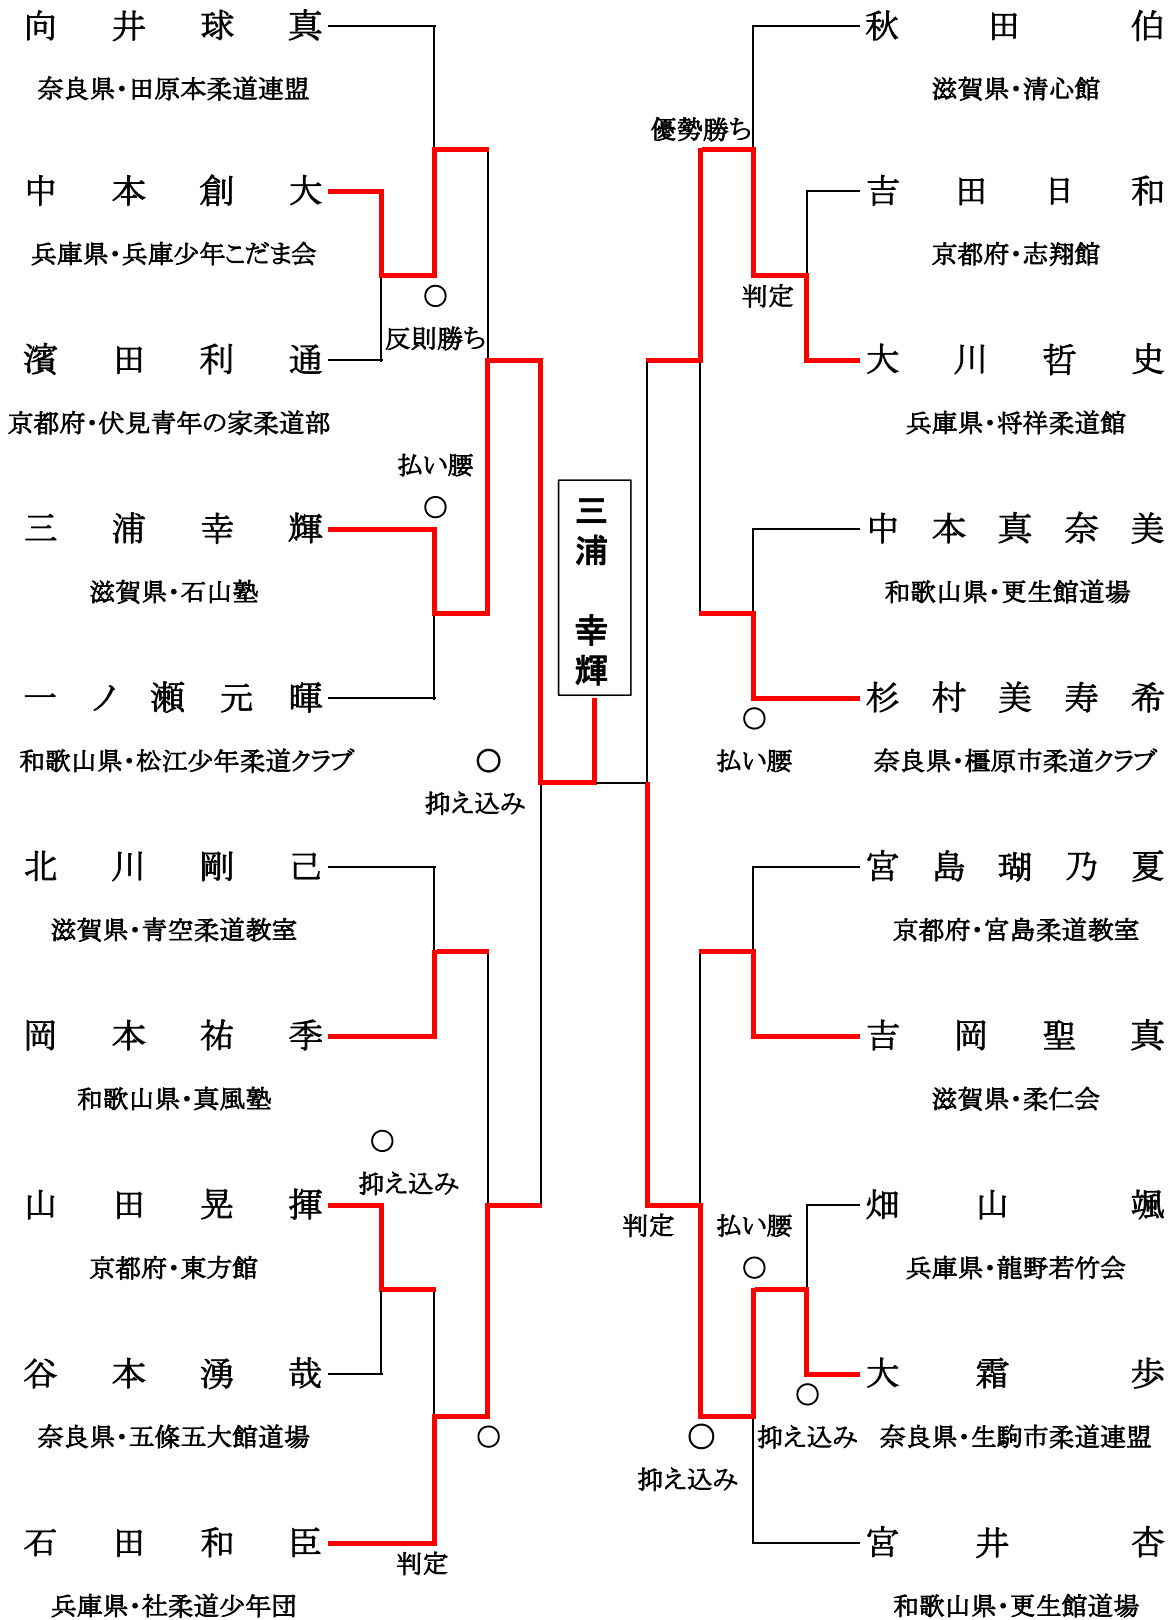 向井球真
奈良県・田原本柔道連盟
中本創大
兵庫県・兵庫少年こだま会
○
反則勝ち
濱田利通
京都府・伏見青年の家柔道部
払い腰
○
三浦幸輝
滋賀県・石山塾
一ノ瀬元暉
和歌山県・松江少年柔道クラブ
○
抑え込み
北川剛己
滋賀県・青空柔道教室
岡本祐季
和歌山県・真風塾
○
抑え込み
山田晃揮
京都府・東方館
谷本湧哉
奈良県・五條五大館道場
○
石田和臣
判定
兵庫県・社柔道少年団
三浦 幸輝
秋田伯
滋賀県・清心館
優勢勝ち
吉田日和
京都府・志翔館
判定
大川哲史
兵庫県・将祥柔道館
中本真奈美
和歌山県・更生館道場
杉村美寿希
○
払い腰
奈良県・橿原市柔道クラブ
宮島瑚乃夏
京都府・宮島柔道教室
吉岡聖真
滋賀県・柔仁会
畑山颯
判定
払い腰
○
兵庫県・龍野若竹会
大霜歩
○
抑え込み
奈良県・生駒市柔道連盟
○
抑え込み
宮井杏
和歌山県・更生館道場